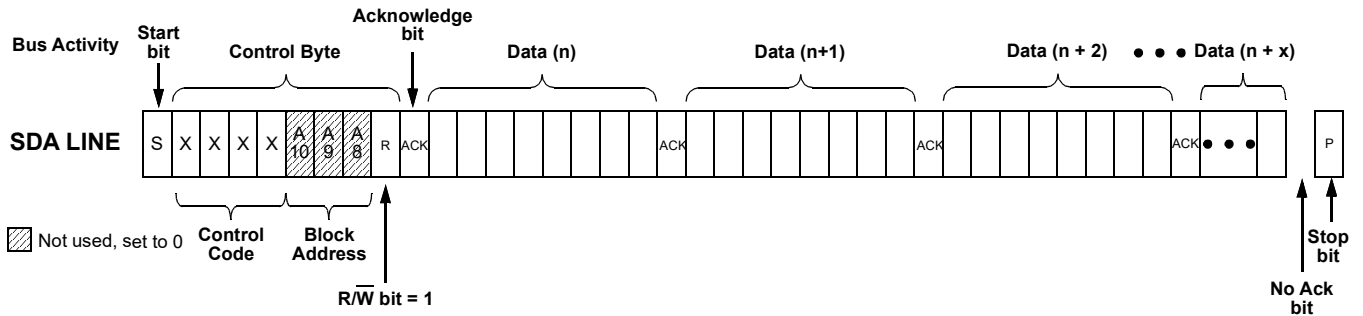 Bus Activity
Start
bit
Control Byte
Acknowledge
bit
Data (n)
Data (n+1)
Data (n + 2)
• • •
Data (n + x)
SDA LINE
S
X
X
X
X
A
10
A
9
A
8
R
ACK
ACK
ACK
ACK
• • •
P
Control
Code
Block
Address
Not used, set to 0
R/W̅ bit = 1
No Ack
bit
Stop
bit